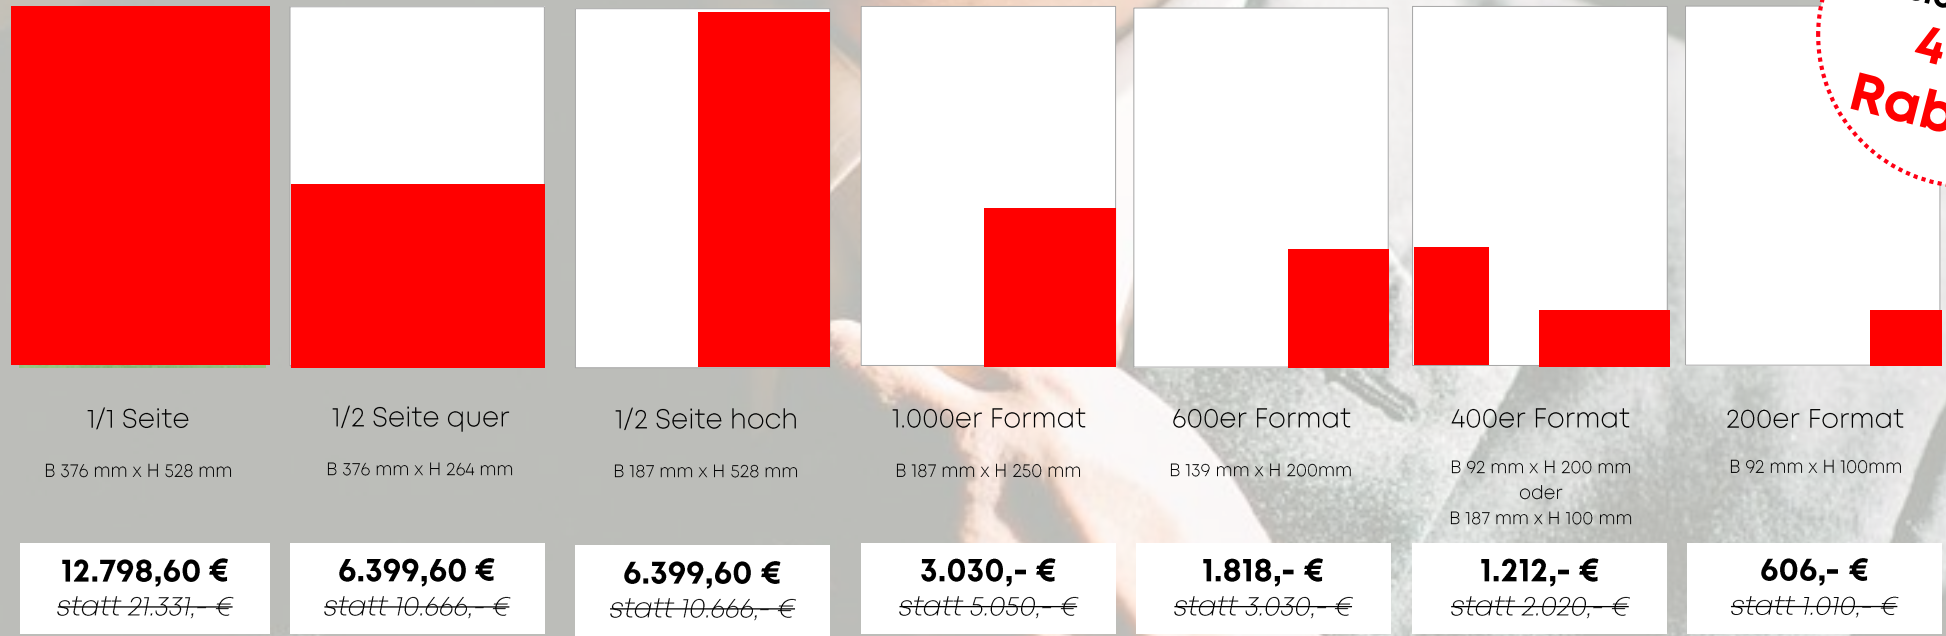 4
1/1 Seite
B 376 mm x H 528 mm
12.798,60 €
statt 21.331,- €
1/2 Seite quer
B 376 mm x H 264 mm
6.399,60 €
statt 10.666,- €
1/2 Seite hoch
B 187 mm x H 528 mm
6.399,60 €
statt 10.666,- €
1.000er Format
B 187 mm x H 250 mm
3.030,- €
statt 5.050,- €
600er Format
B 139 mm x H 200mm
1.818,- €
statt 3.030,- €
400er Format
B 92 mm x H 200 mm
oder
B 187 mm x H 100 mm
1.212,- €
statt 2.020,- €
200er Format
B 92 mm x H 100mm
606,- €
statt 1.010,- €